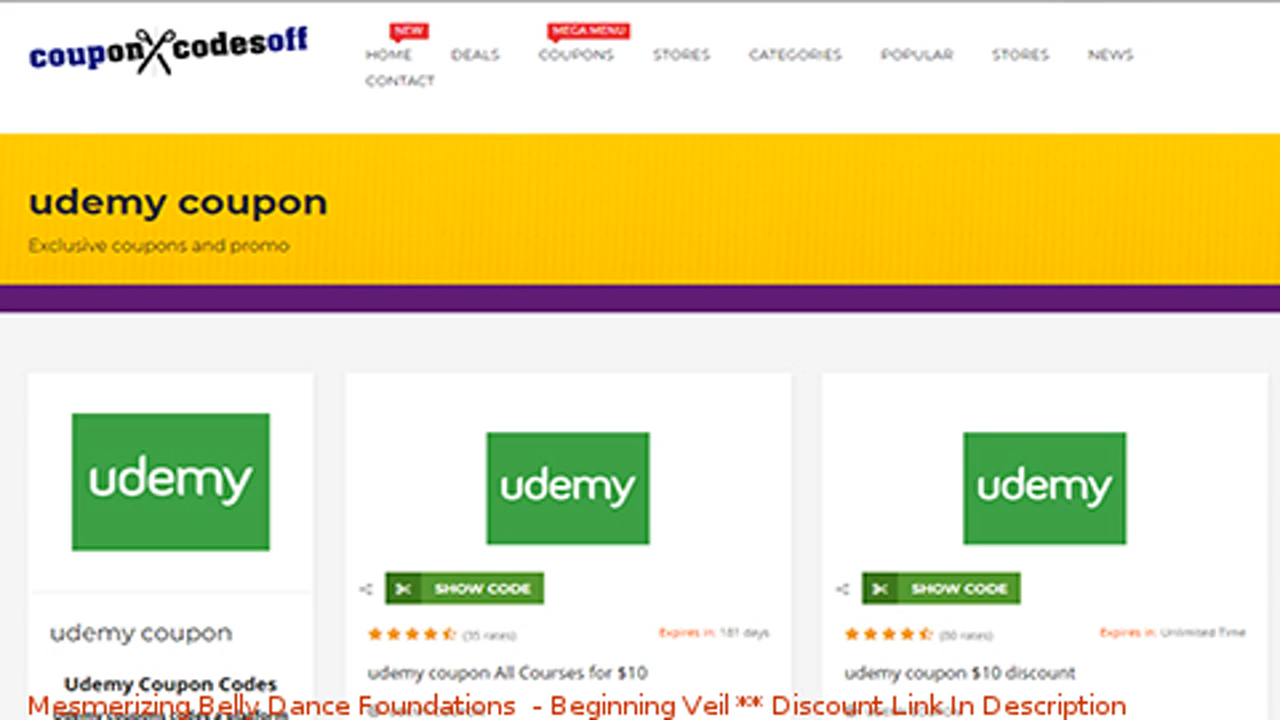 couponXcodesoff
NEW
MEGA MENU
HOME DEALS COUPONS STORES CATEGORIES POPULAR STORES NEWS
CONTACT
udemy coupon
Exclusive coupons and promo
udemy
udemy
udemy
SHOW CODE
SHOW CODE
(35 rates)
Expires in: 181 days
(80 rates)
Expires in: Unlimited Time
udemy coupon
udemy coupon All Courses for $10
udemy coupon $10 discount
Udemy Coupon Codes
Mesmerizing Belly Dance Foundations - Beginning Veil ** Discount Link In Description